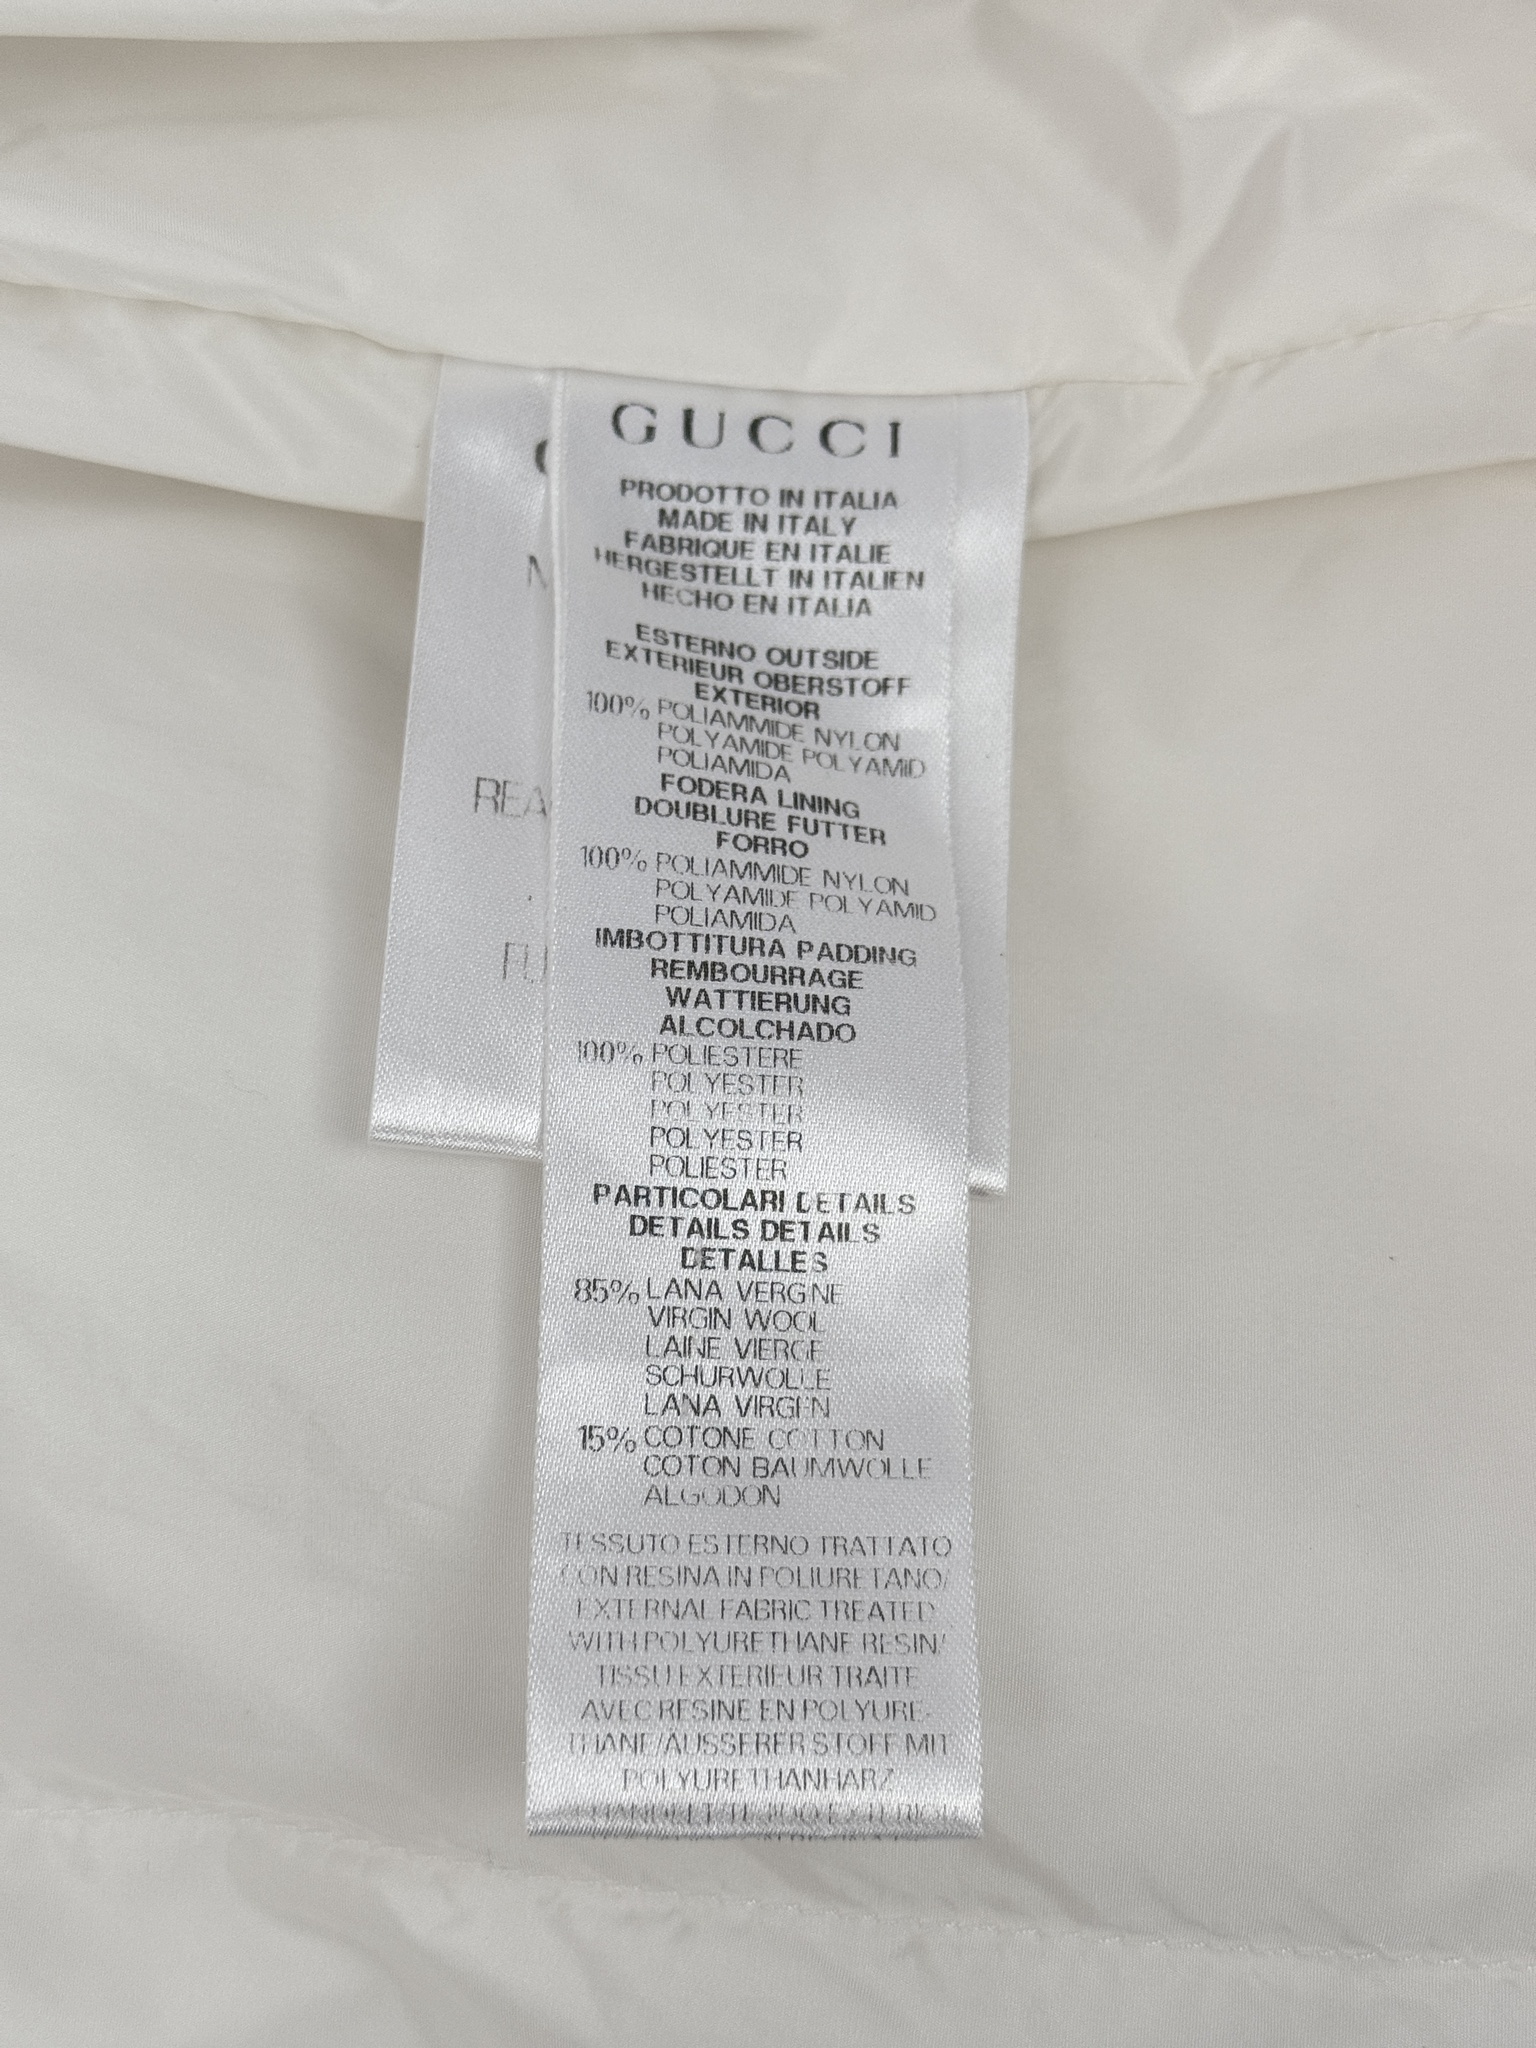 GUCCI
PRODOTTO IN ITALIA
MADE IN ITALY
FABRIQUE EN ITALIE
HERGESTELLT IN ITALIEN
HECHO EN ITALIA
ESTERNO OUTSIDE
EXTERIEUR OBERSTOFF
EXTERIOR
100% POLIAMMIDE NYLON
POLYAMIDE POLYAMID
POLIAMIDA
FODERA LINING
DOUBLURE FUTTER
FORRO
100% POLIAMMIDE NYLON
POLYAMIDE POLYAMID
POLIAMIDA
IMBOTTITURA PADDING
REMBOURRAGE
WATTIERUNG
ALCOLCHADO
100% POLIESTERE
POLYESTER
POLYESTER
POLYESTER
POLIESTER
PARTICOLARI DETAILS
DETAILS DETAILS
DETALLES
85% LANA VERGINE
VIRGIN WOOL
LAINE VIERGE
SCHURWOLLE
LANA VIRGEN
15% COTONE COTTON
COTON BAUMWOLLE
ALGODON
TESSUTO ESTERNO TRATTATO
CON RESINA IN POLIURETANO/
EXTERNAL FABRIC TREATED
WITH POLYURETHANE RESIN/
TISSU EXTERIEUR TRAITE
AVEC RESINE EN POLYURE-
THANE/ÄUSSERER STOFF MIT
POLYURETHANHARZ
REA